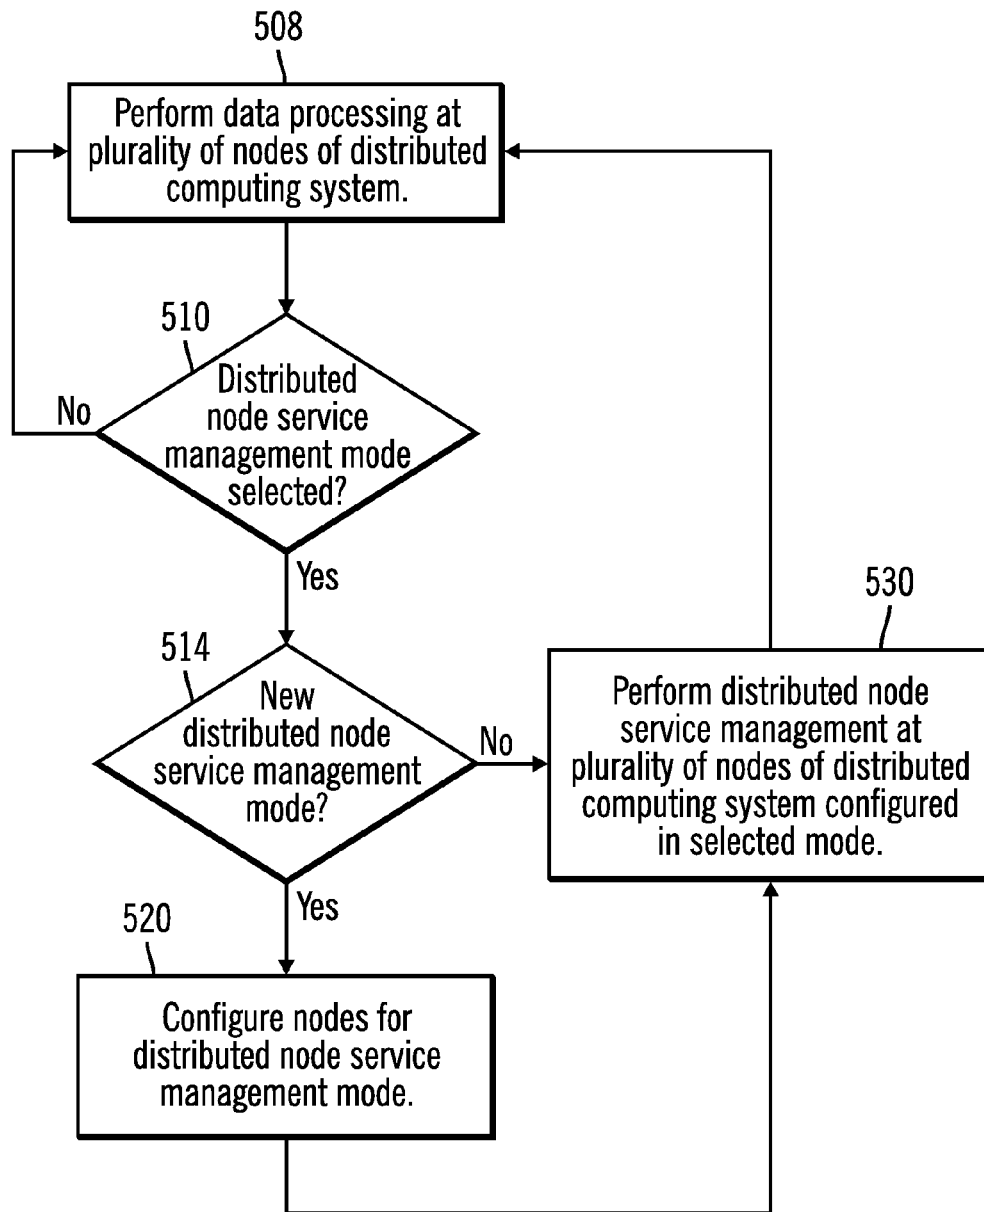 508
Perform data processing at
plurality of nodes of distributed
computing system.
510
Distributed
node service
management mode
selected?
No
Yes
514
New
distributed node
service management
mode?
No
Yes
530
Perform distributed node
service management at
plurality of nodes of distributed
computing system configured
in selected mode.
520
Configure nodes for
distributed node service
management mode.